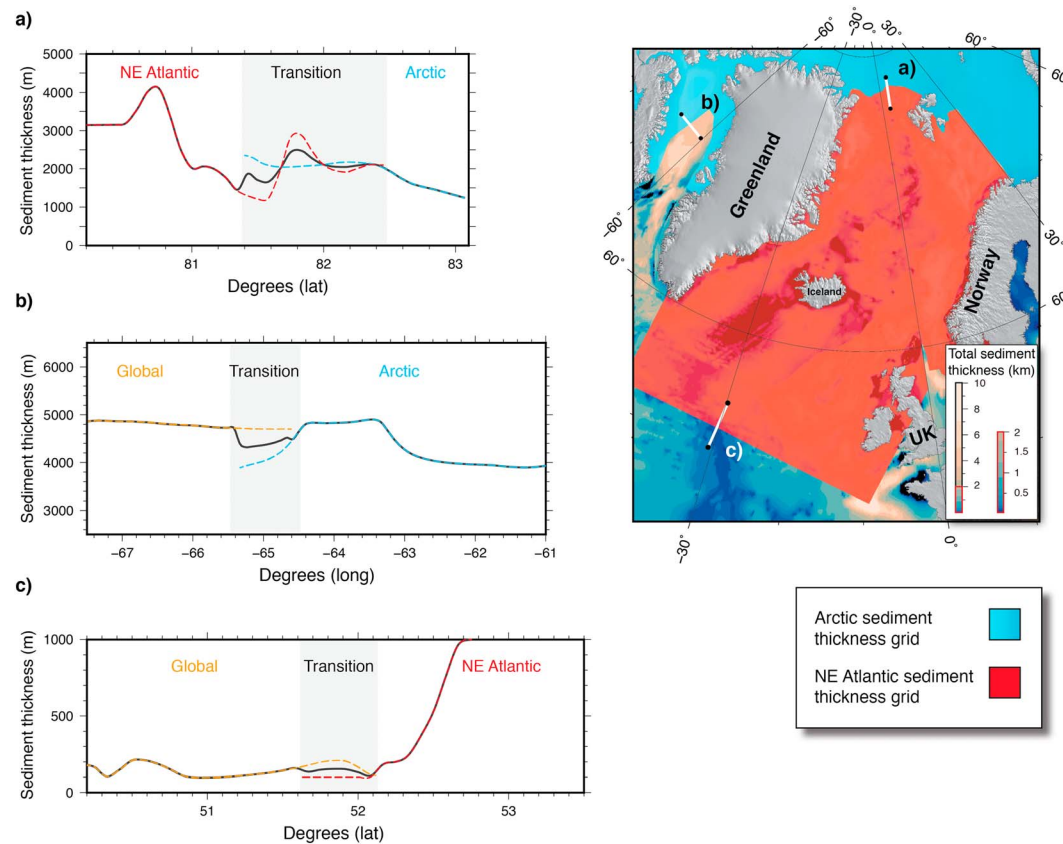 a)
5000
4000
3000
2000
1000
0
Sediment thickness (m)
NE Atlantic
Transition
Arctic
81
82
83
Degrees (lat)
b)
6000
5000
4000
3000
Sediment thickness (m)
Global
Transition
Arctic
−67
−66
−65
−64
−63
−62
−61
Degrees (long)
c)
1000
500
0
Sediment thickness (m)
Global
Transition
NE Atlantic
51
52
53
Degrees (lat)
−60°
−30°
0°
30°
60°
a)
b)
Greenland
−60°
60°
Iceland
Norway
30°
UK
c)
−30°
0°
Total sediment
thickness (km)
10
8
6
4
2
2
1.5
1
0.5
Arctic sediment
thickness grid
NE Atlantic sediment
thickness grid